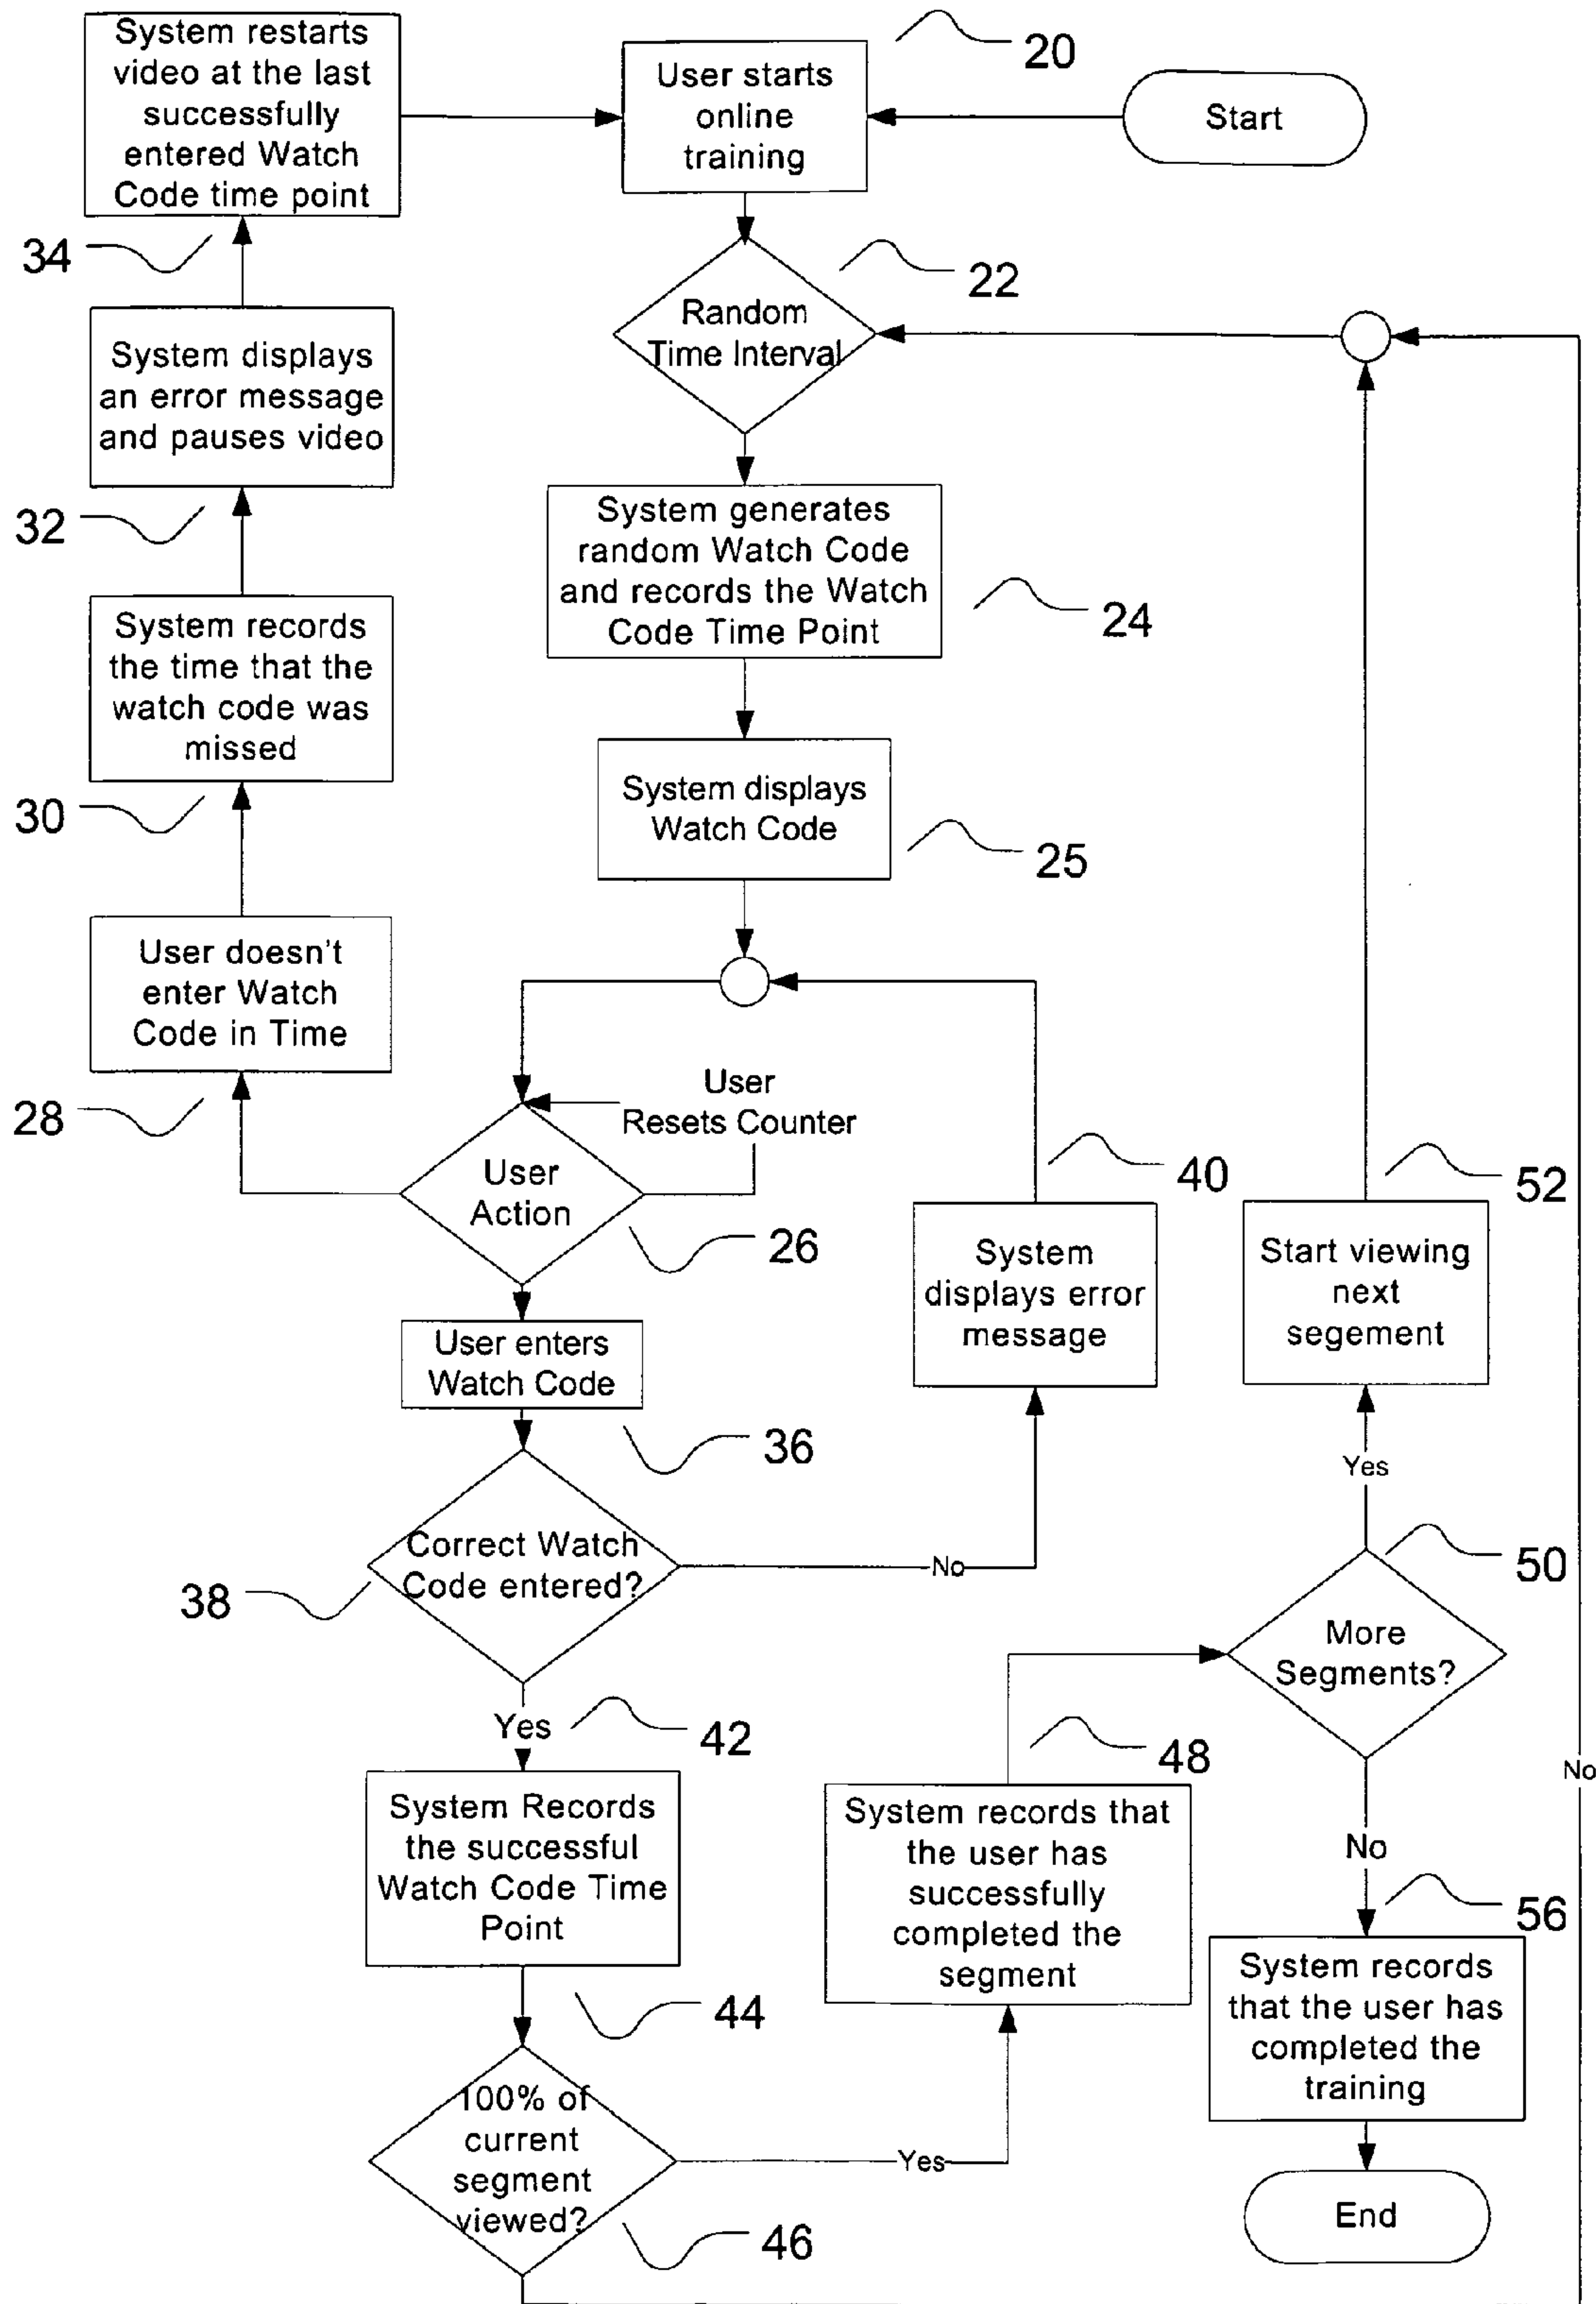 System restarts
video at the last
successfully
entered Watch
Code time point
34
User starts
online
training
20
Start
Random
Time Interval
22
System displays
an error message
and pauses video
32
System generates
random Watch Code
and records the Watch
Code Time Point
24
System records
the time that the
watch code was
missed
30
System displays
Watch Code
25
User doesn't
enter Watch
Code in Time
28
User
Resets Counter
User
Action
26
40
System
displays error
message
52
Start viewing
next
segement
User enters
Watch Code
36
Yes
Correct Watch
Code entered?
38
No
50
More
Segments?
Yes
42
48
No
System Records
the successful
Watch Code Time
Point
44
System records that
the user has
successfully
completed the
segment
No
56
System records
that the user has
completed the
training
100% of
current
segment
viewed?
46
Yes
End